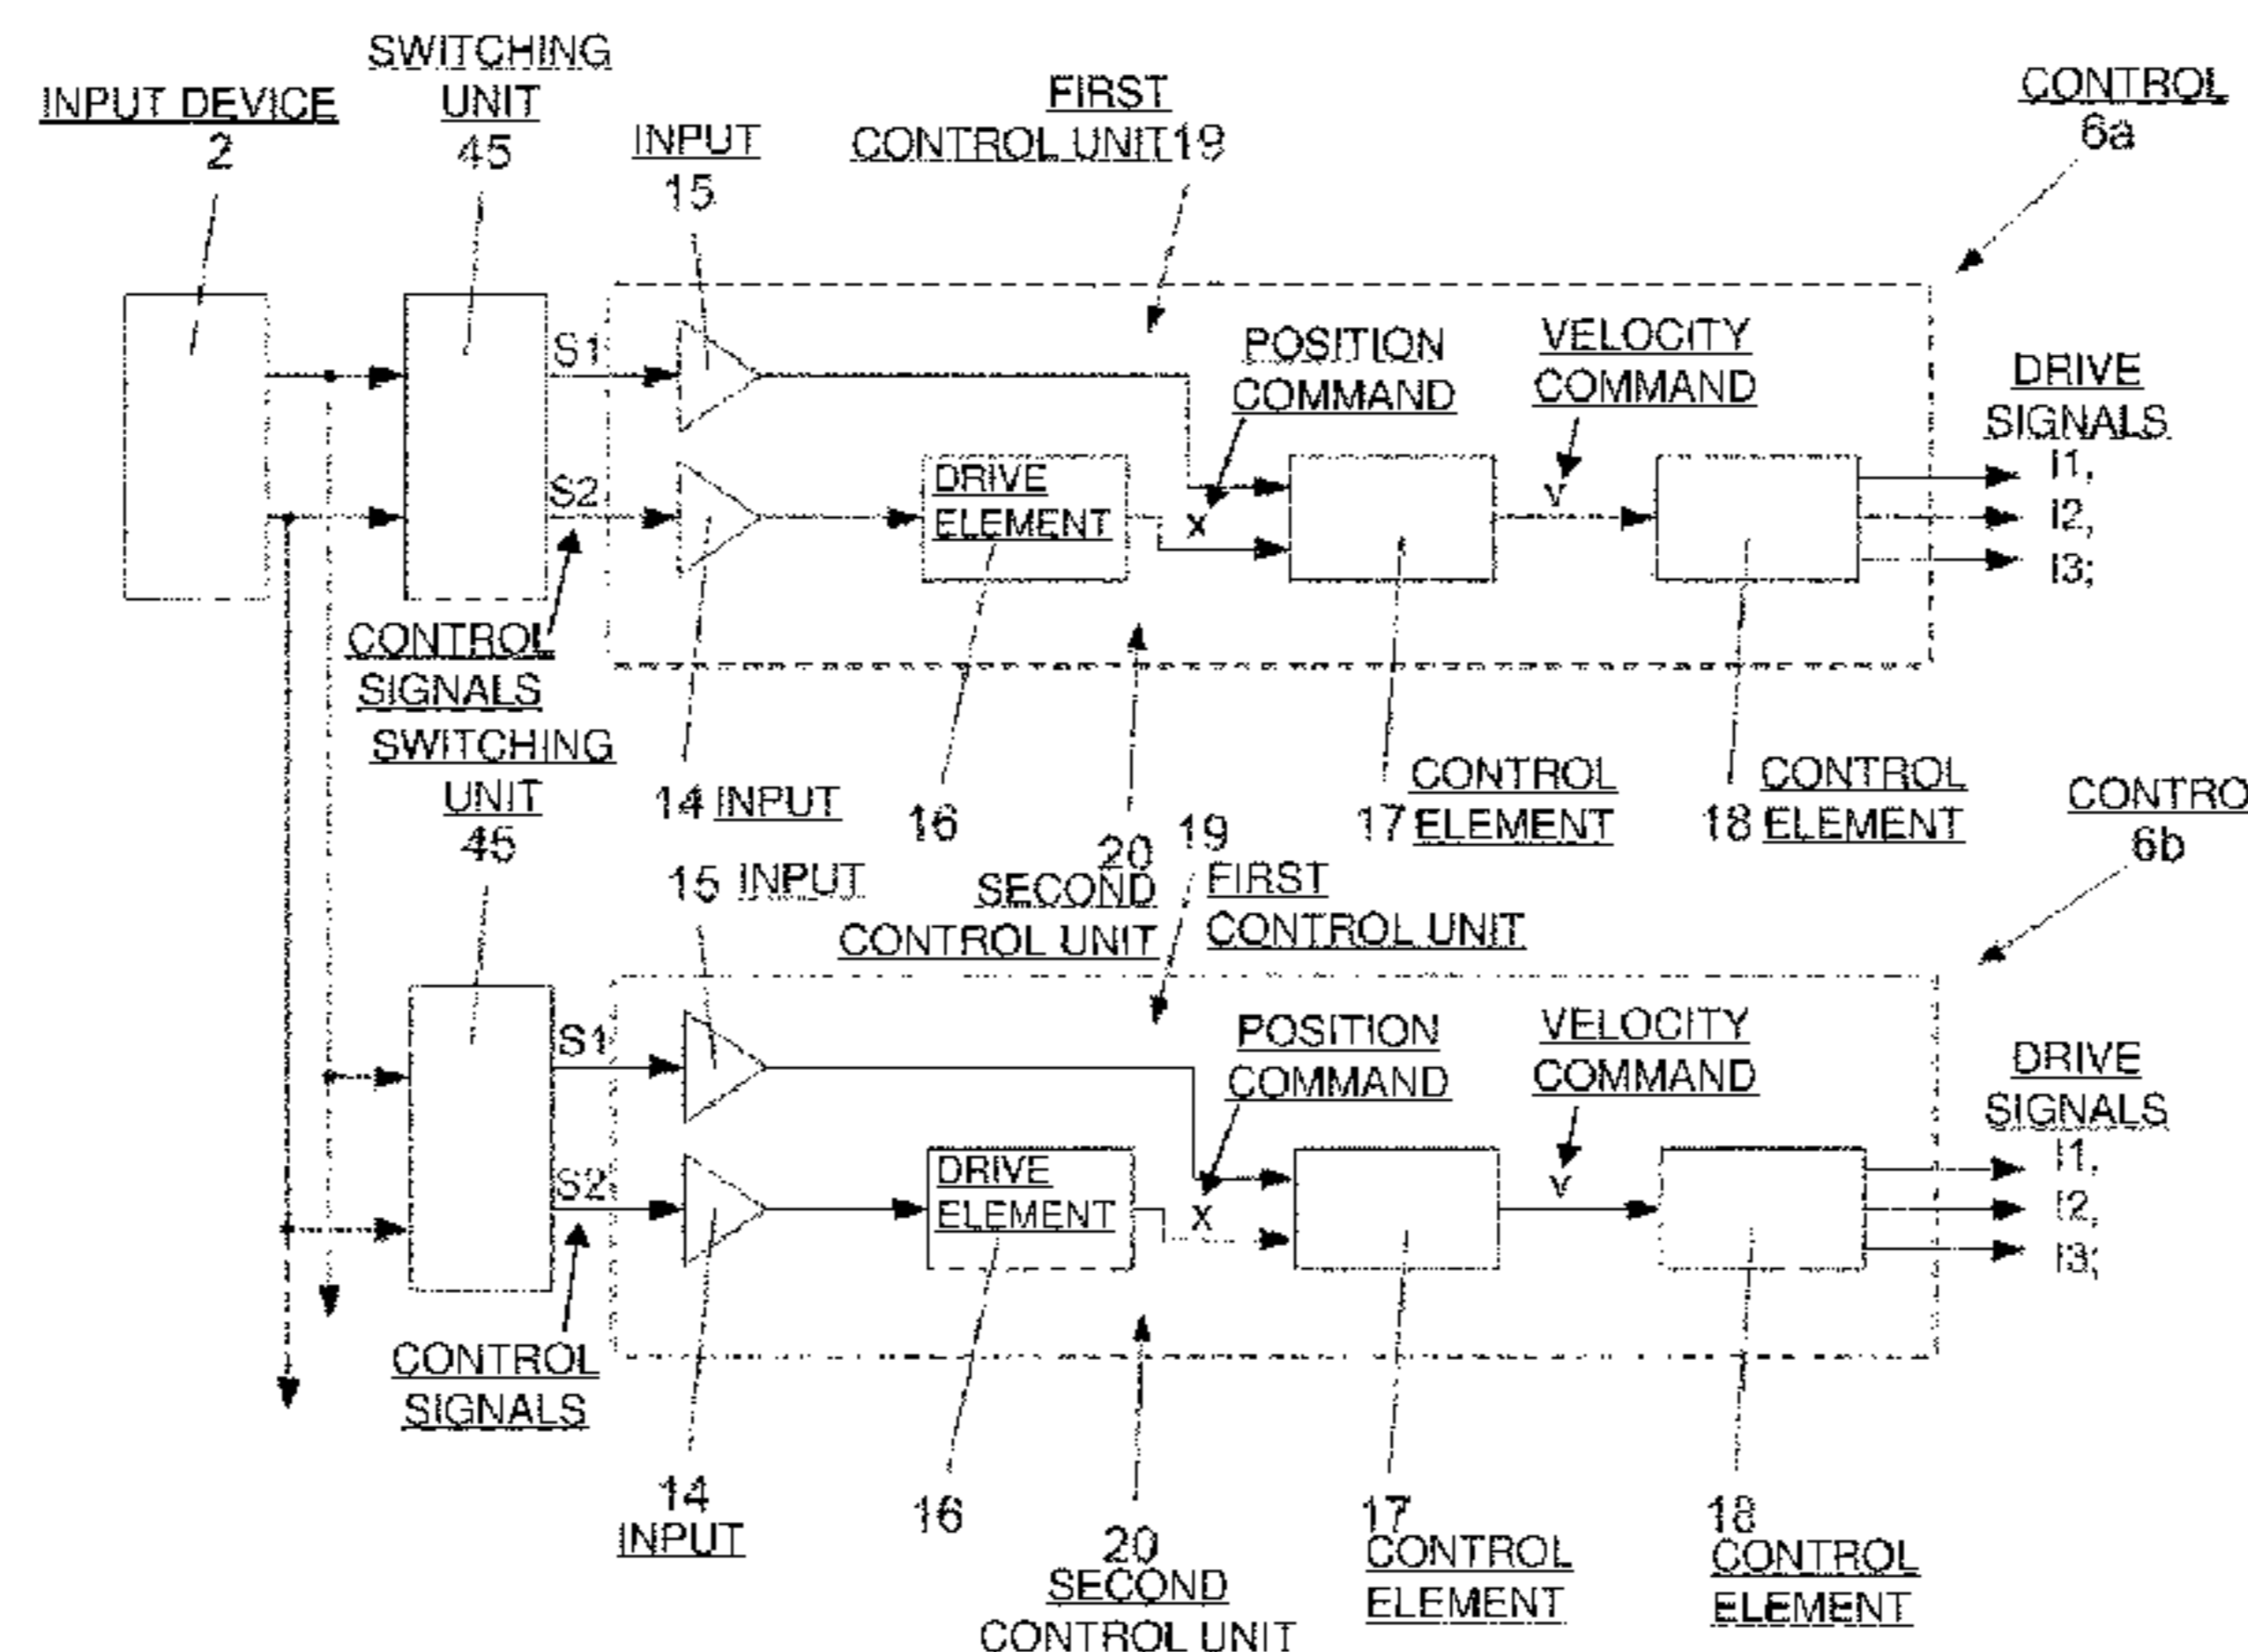 INPUT DEVICE
2
SWITCHING
UNIT
45
INPUT
15
FIRST
CONTROL UNIT 19
CONTROL
6a
S1
S2
POSITION
COMMAND
VELOCITY
COMMAND
DRIVE
SIGNALS
I1,
I2,
I3;
DRIVE
ELEMENT
x
v
CONTROL
SIGNALS
14 INPUT
16
20
SECOND
CONTROL UNIT
17 CONTROL
ELEMENT
18 CONTROL
ELEMENT
SWITCHING
UNIT
45
15 INPUT
19
FIRST
CONTROL UNIT
CONTRO
6b
S1
S2
POSITION
COMMAND
VELOCITY
COMMAND
DRIVE
SIGNALS
I1,
I2,
I3;
DRIVE
ELEMENT
x
v
CONTROL
SIGNALS
14
INPUT
16
20
SECOND
CONTROL UNIT
17
CONTROL
ELEMENT
18
CONTROL
ELEMENT